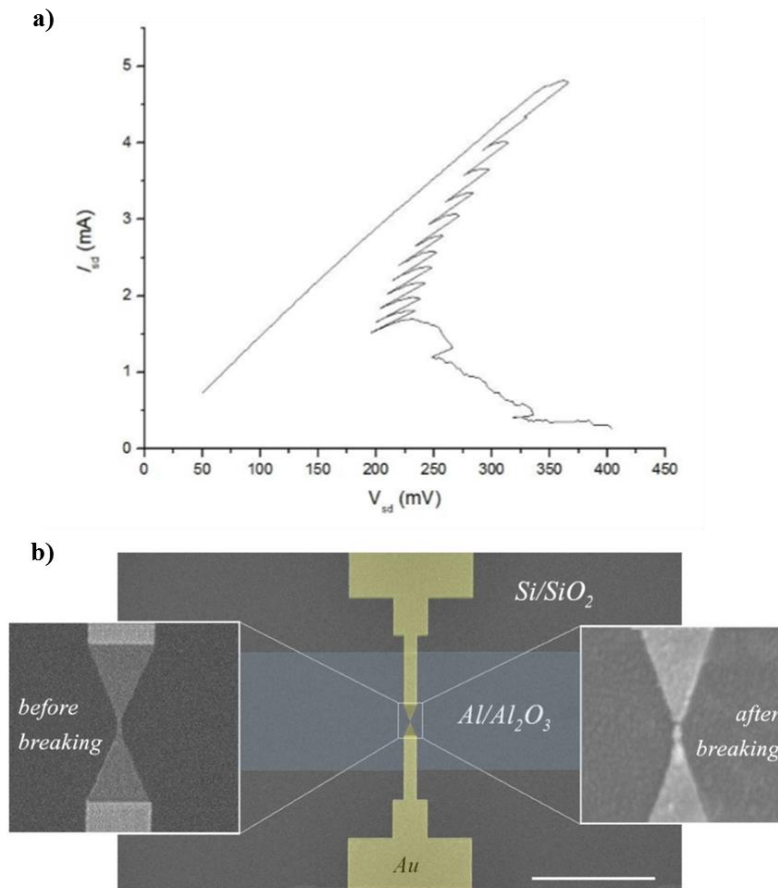 a)
5
4
3
2
1
0
I_sd (mA)
0 50 100 150 200 250 300 350 400 450
V_sd (mV)
b)
Si/SiO₂
before
breaking
Al/Al₂O₃
after
breaking
Au